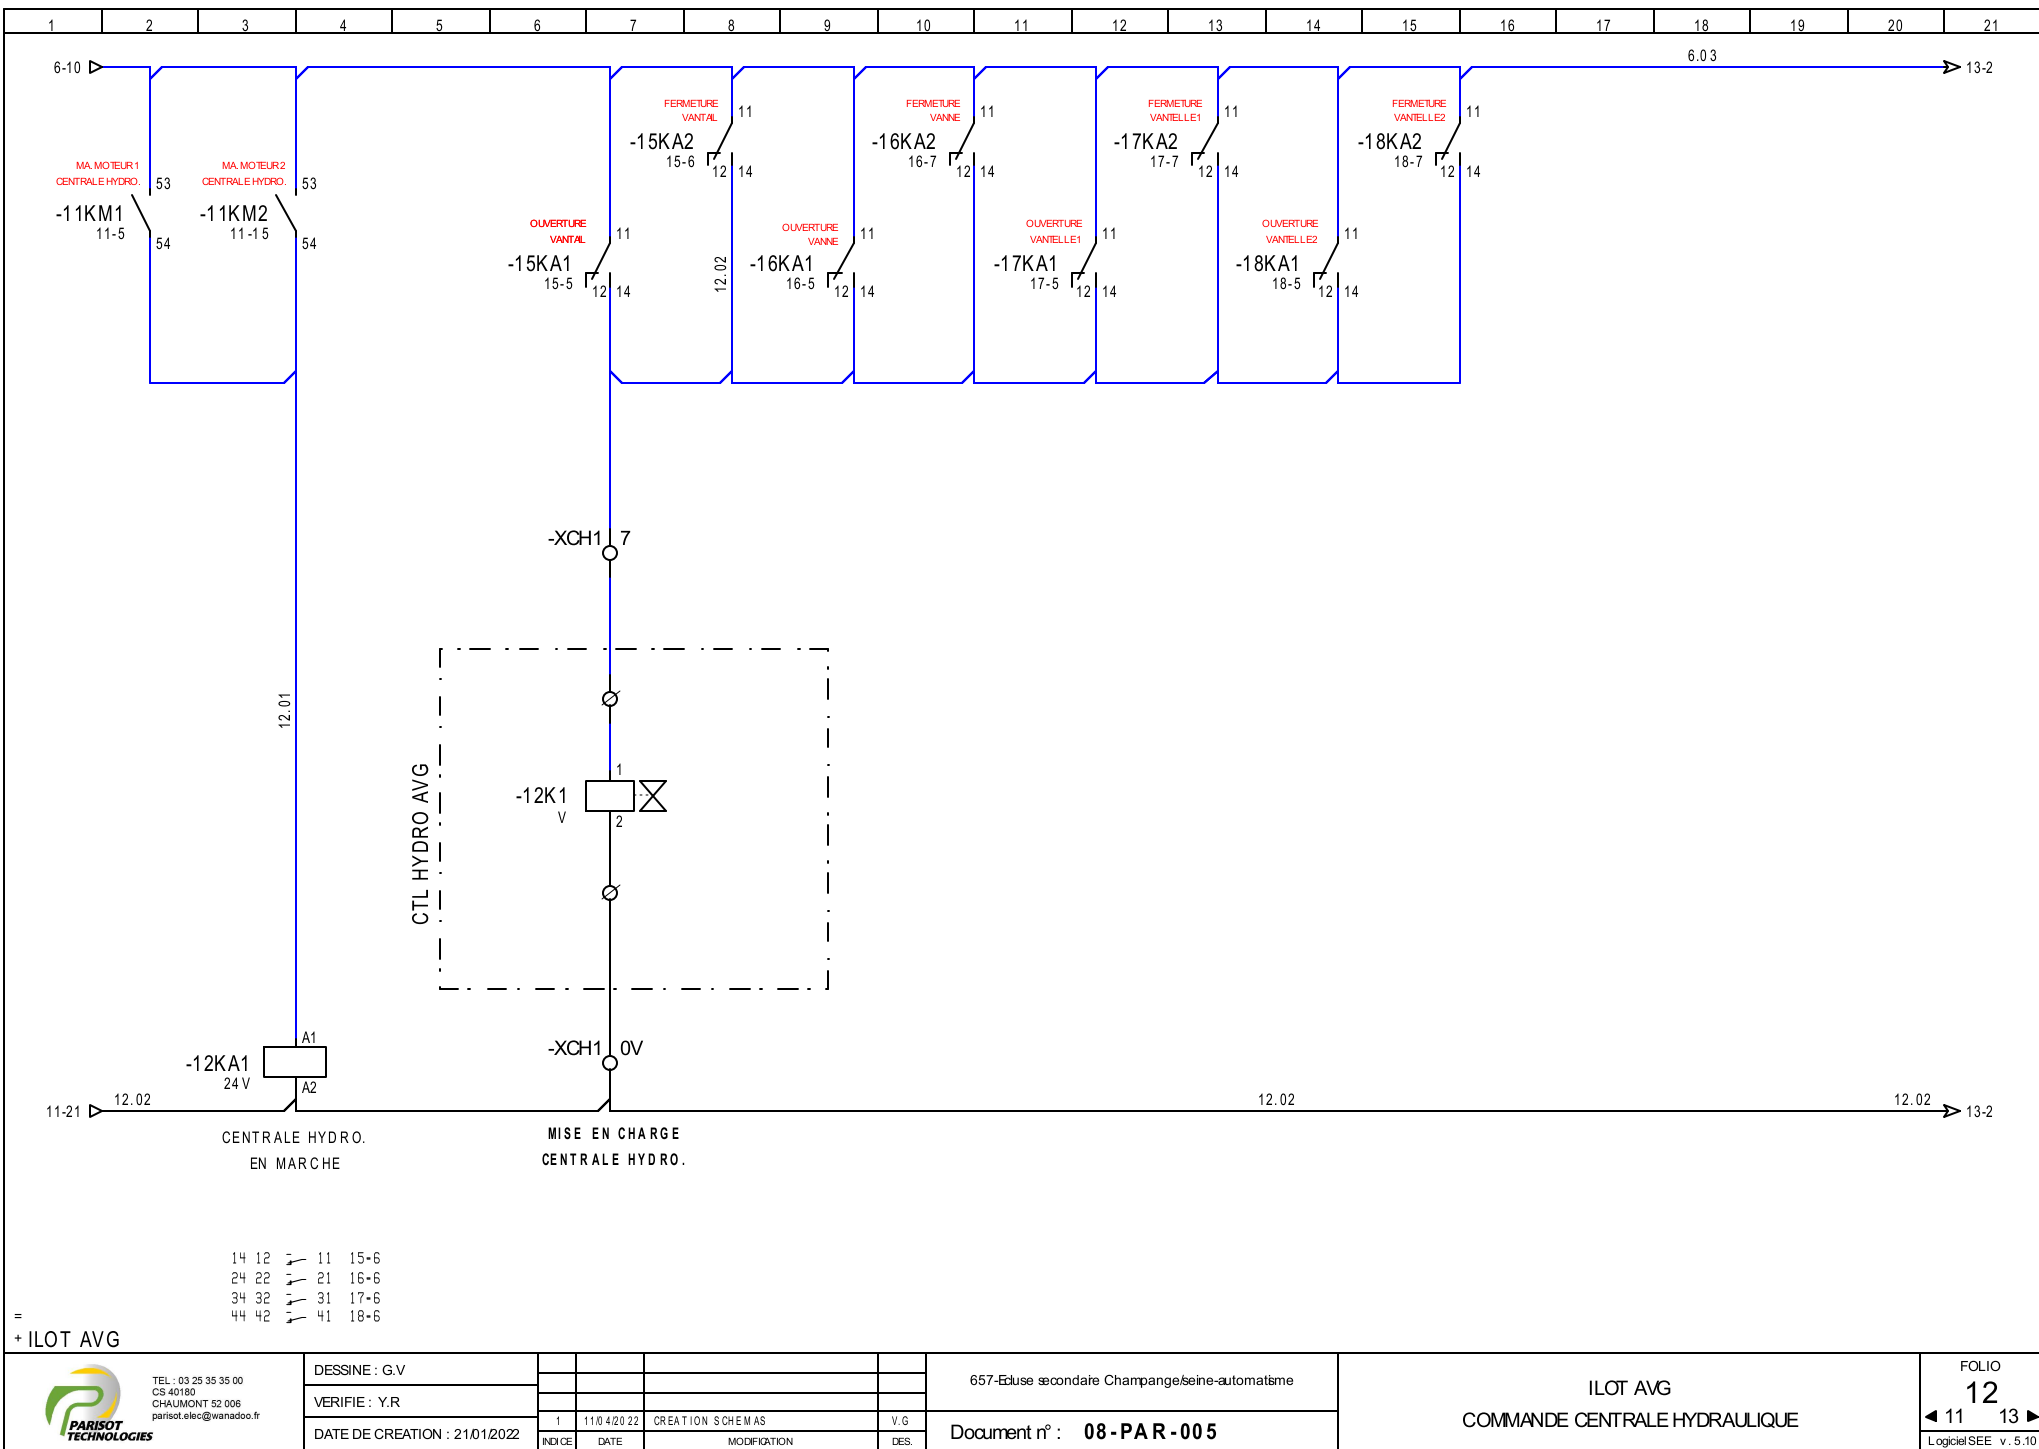 1 2 3 4 5 6 7 8 9 10 11 12 13 14 15 16 17 18 19 20 21
6-10
6.03
13-2
FERMETURE
VANTAIL
11
-15KA2
15-6
12 14
FERMETURE
VANNE
11
-16KA2
16-7
12 14
FERMETURE
VANTELLE1
11
-17KA2
17-7
12 14
FERMETURE
VANTELLE2
11
-18KA2
18-7
12 14
MA. MOTEUR1
CENTRALE HYDRO.
53
-11KM1
11-5
54
MA. MOTEUR2
CENTRALE HYDRO.
53
-11KM2
11-15
54
OUVERTURE
VANTAIL
11
-15KA1
15-5
12 14
12.02
OUVERTURE
VANNE
11
-16KA1
16-5
12 14
OUVERTURE
VANTELLE1
11
-17KA1
17-5
12 14
OUVERTURE
VANTELLE2
11
-18KA1
18-5
12 14
-XCH1 7
12.01
CTL HYDRO AVG
1
-12K1
V
2
-XCH1 0V
A1
-12KA1
24V
A2
11-21
12.02
12.02
12.02
13-2
CENTRALE HYDRO.
EN MARCHE
MISE EN CHARGE
CENTRALE HYDRO.
14 12 11 15-6
24 22 21 16-6
34 32 31 17-6
44 42 41 18-6
=
+ ILOT AVG
PARISOT
TECHNOLOGIES
TEL : 03 25 35 35 00
CS 40180
CHAUMONT 52 006
parisot.elec@wanadoo.fr
DESSINE : G.V
VERIFIE : Y.R
DATE DE CREATION : 21/01/2022
1 11/04/2022 CREATION SCHEMAS V.G
INDICE DATE MODIFICATION DES.
657-Ecluse secondaire Champange/seine-automatisme
Document n° : 08-PAR-005
ILOT AVG
COMMANDE CENTRALE HYDRAULIQUE
FOLIO
12
11 13
Logiciel SEE v.5.10